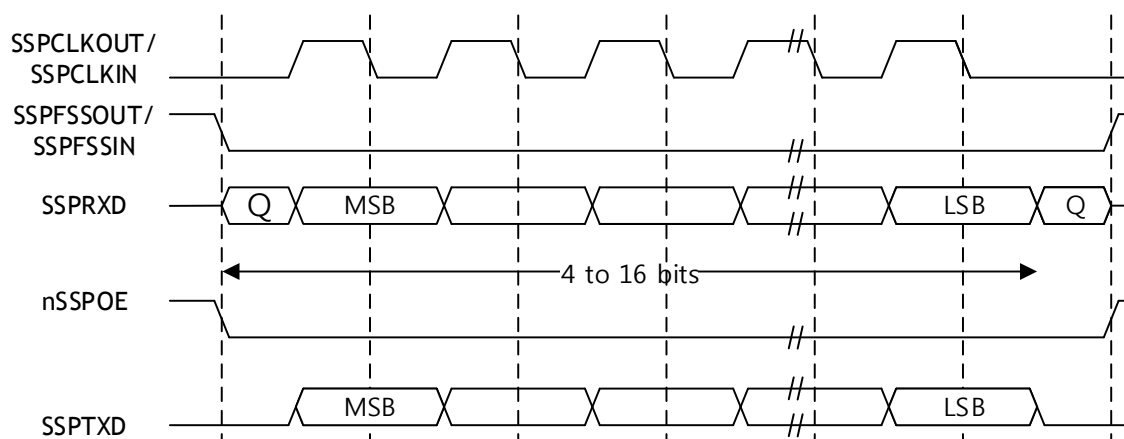 SSPCLKOUT/
SSPCLKIN
SSPFSSOUT/
SSPFSSIN
SSPRXD Q MSB LSB Q
4 to 16 bits
nSSPOE
MSB LSB
SSPTXD